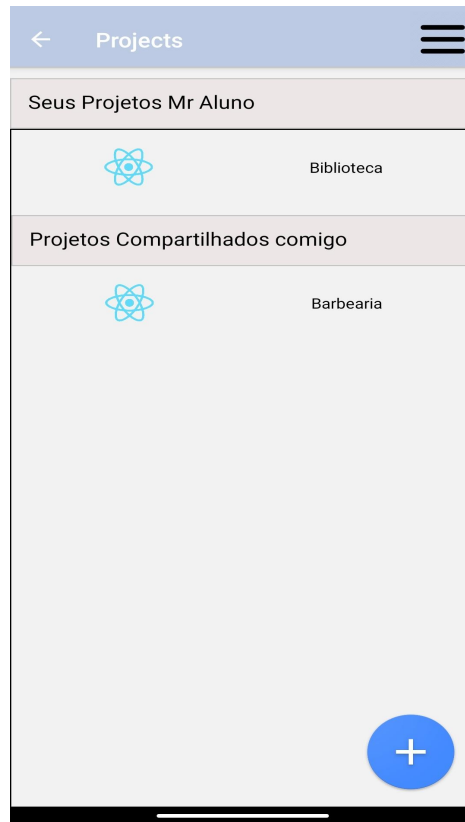 Projects
Seus Projetos Mr Aluno
Biblioteca
Projetos Compartilhados comigo
Barbearia